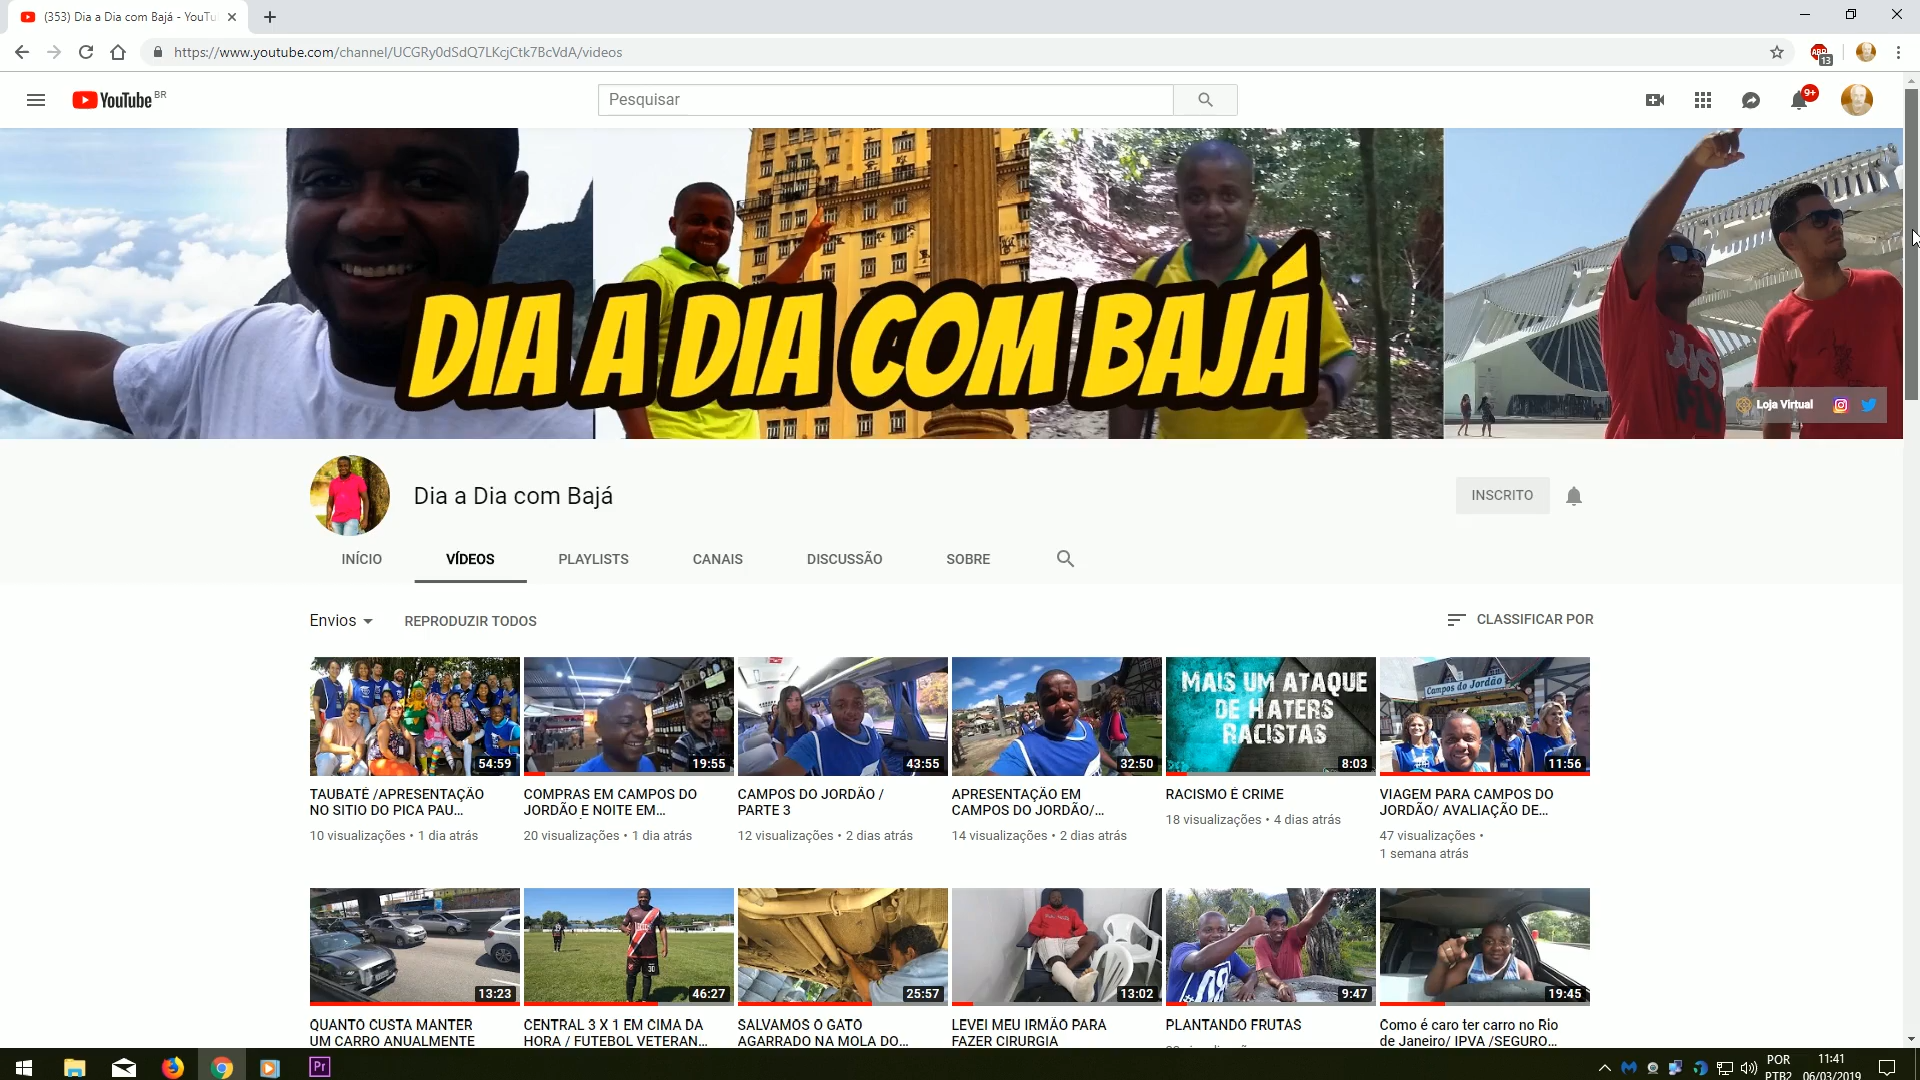 (353) Dia a Dia com Bajá - YouTu
https://www.youtube.com/channel/UCGRy0dSdQ7LKcjCtk7BcVdA/videos
13
YouTube BR
Pesquisar
9+
DIA A DIA COM BAJÁ
Loja Virtual
Dia a Dia com Bajá
INSCRITO
INÍCIO
VÍDEOS
PLAYLISTS
CANAIS
DISCUSSÃO
SOBRE
Envios
REPRODUZIR TODOS
CLASSIFICAR POR
54:59
19:55
43:55
32:50
MAIS UM ATAQUE
DE HATERS
RACISTAS
8:03
Campos do Jordão
11:56
TAUBATÉ /APRESENTAÇÃO
NO SITIO DO PICA PAU...
10 visualizações • 1 dia atrás
COMPRAS EM CAMPOS DO
JORDÃO E NOITE EM...
20 visualizações • 1 dia atrás
CAMPOS DO JORDÃO /
PARTE 3
12 visualizações • 2 dias atrás
APRESENTAÇÃO EM
CAMPOS DO JORDÃO/...
14 visualizações • 2 dias atrás
RACISMO É CRIME
18 visualizações • 4 dias atrás
VIAGEM PARA CAMPOS DO
JORDÃO/ AVALIAÇÃO DE...
47 visualizações •
1 semana atrás
13:23
30
46:27
25:57
13:02
9:47
19:45
QUANTO CUSTA MANTER
UM CARRO ANUALMENTE
CENTRAL 3 X 1 EM CIMA DA
HORA / FUTEBOL VETERAN...
SALVAMOS O GATO
AGARRADO NA MOLA DO...
LEVEI MEU IRMÃO PARA
FAZER CIRURGIA
PLANTANDO FRUTAS
Como é caro ter carro no Rio
de Janeiro/ IPVA /SEGURO...
Pr
POR
PTB2
11:41
06/03/2019